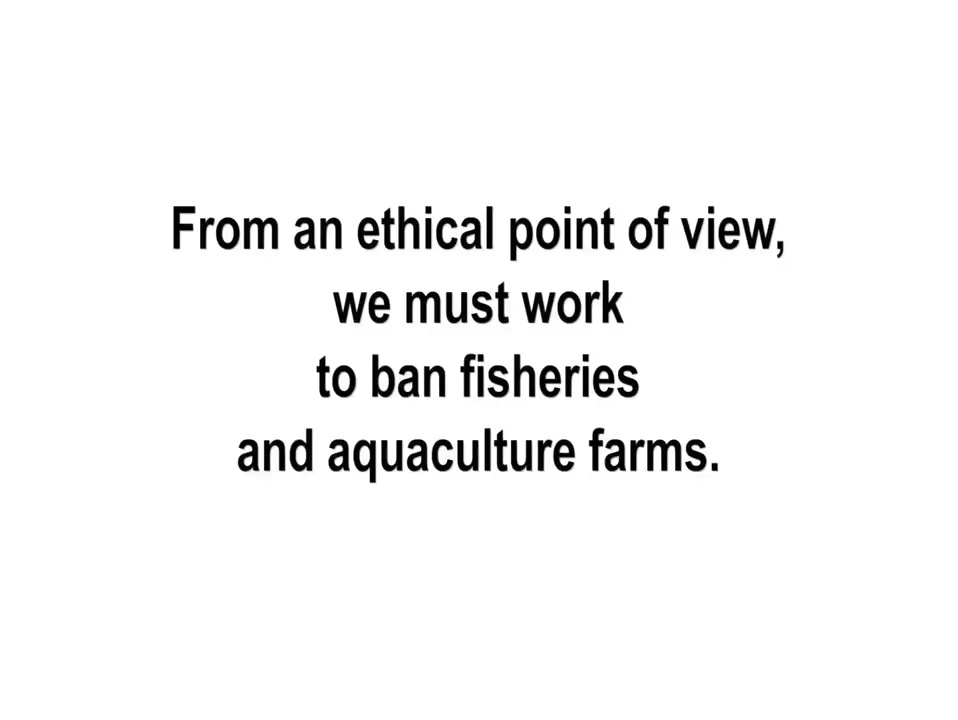 From an ethical point of view,
we must work
to ban fisheries
and aquaculture farms.